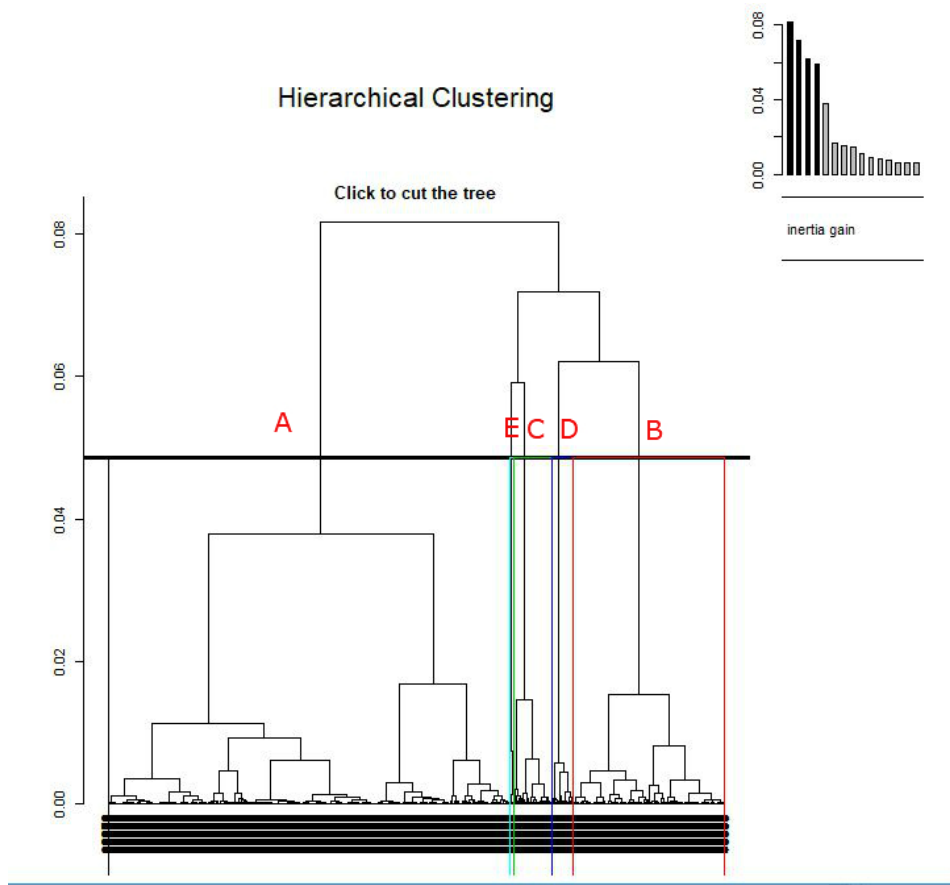 Hierarchical Clustering
Click to cut the tree
0.08
0.04
0.00
inertia gain
0.08
0.06
0.04
0.02
0.00
A
E
C
D
B